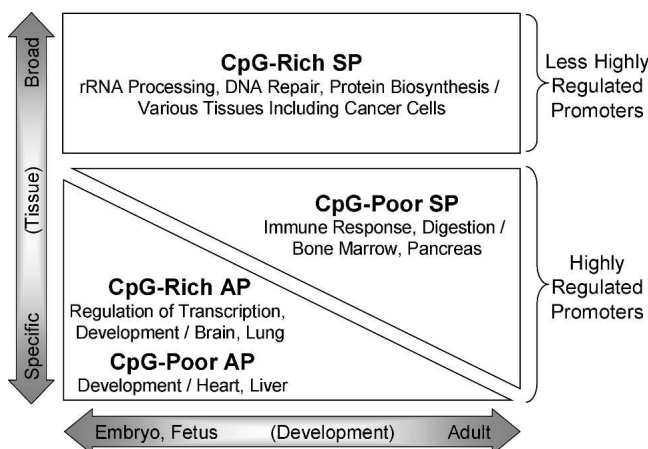 Broad
(Tissue)
Specific
CpG-Rich SP
rRNA Processing, DNA Repair, Protein Biosynthesis /
Various Tissues Including Cancer Cells
Less Highly
Regulated
Promoters
CpG-Poor SP
Immune Response, Digestion /
Bone Marrow, Pancreas
CpG-Rich AP
Regulation of Transcription,
Development / Brain, Lung
CpG-Poor AP
Development / Heart, Liver
Highly
Regulated
Promoters
Embryo, Fetus (Development) Adult